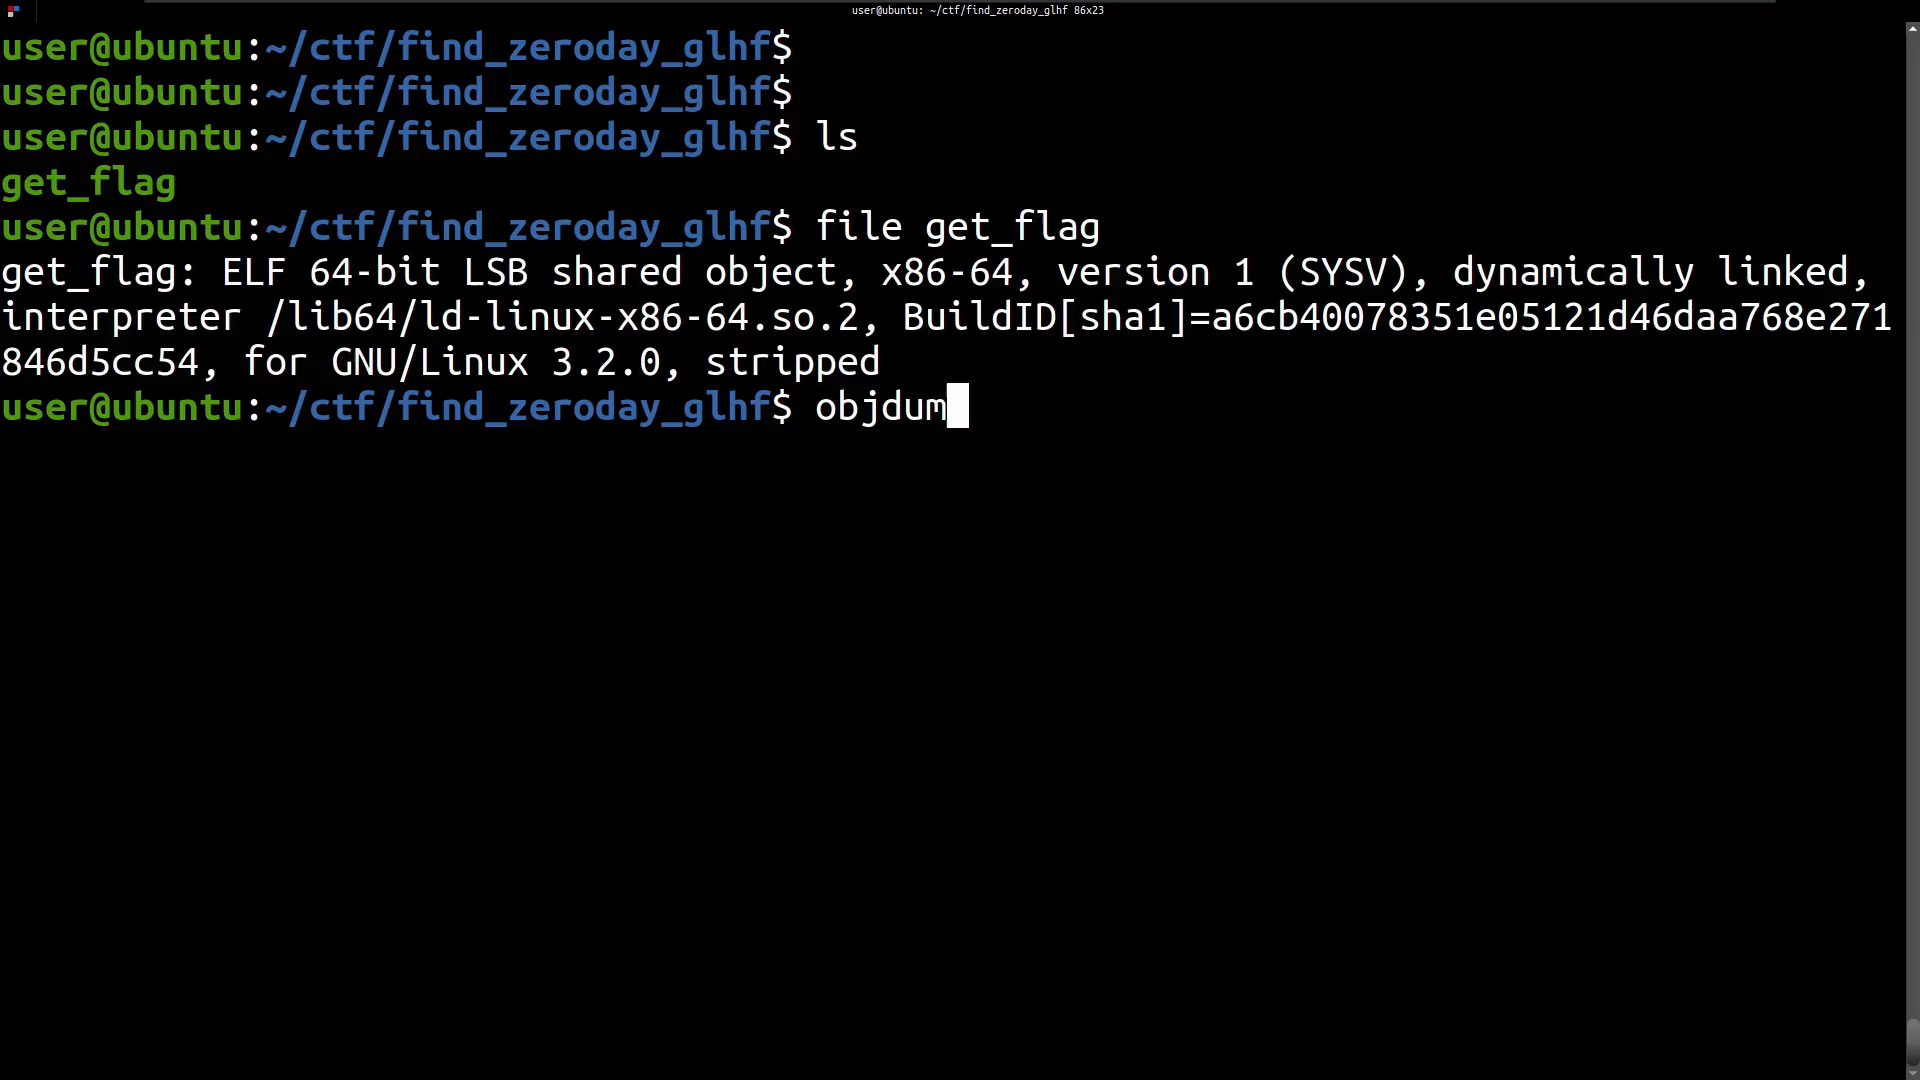 user@ubuntu: ~/ctf/find_zeroday_glhf 86x23
user@ubuntu:~/ctf/find_zeroday_glhf$
user@ubuntu:~/ctf/find_zeroday_glhf$
user@ubuntu:~/ctf/find_zeroday_glhf$ ls
get_flag
user@ubuntu:~/ctf/find_zeroday_glhf$ file get_flag
get_flag: ELF 64-bit LSB shared object, x86-64, version 1 (SYSV), dynamically linked,
interpreter /lib64/ld-linux-x86-64.so.2, BuildID[sha1]=a6cb40078351e05121d46daa768e271
846d5cc54, for GNU/Linux 3.2.0, stripped
user@ubuntu:~/ctf/find_zeroday_glhf$ objdum